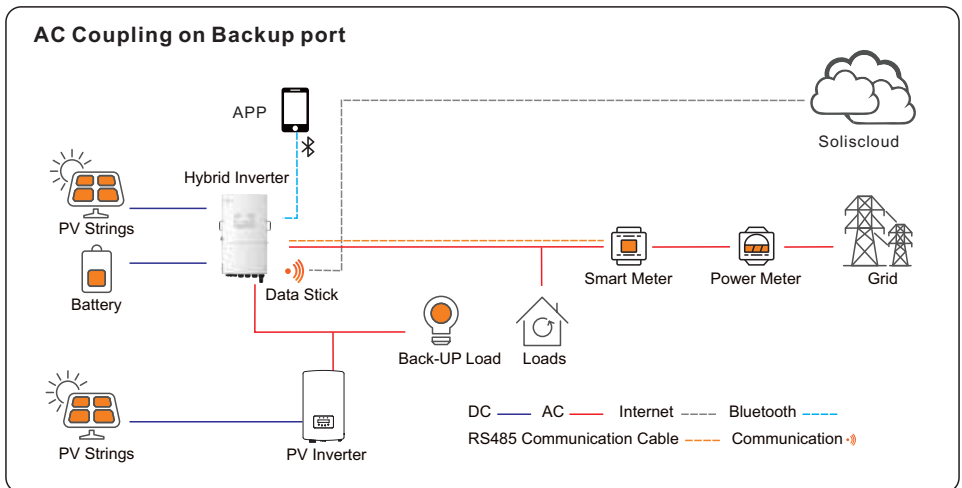 AC Coupling on Backup port
APP
Soliscloud
Hybrid Inverter
PV Strings
Smart Meter
Power Meter
Grid
Battery
Data Stick
Back-UP Load
Loads
DC
AC
Internet
Bluetooth
RS485 Communication Cable
Communication
PV Strings
PV Inverter